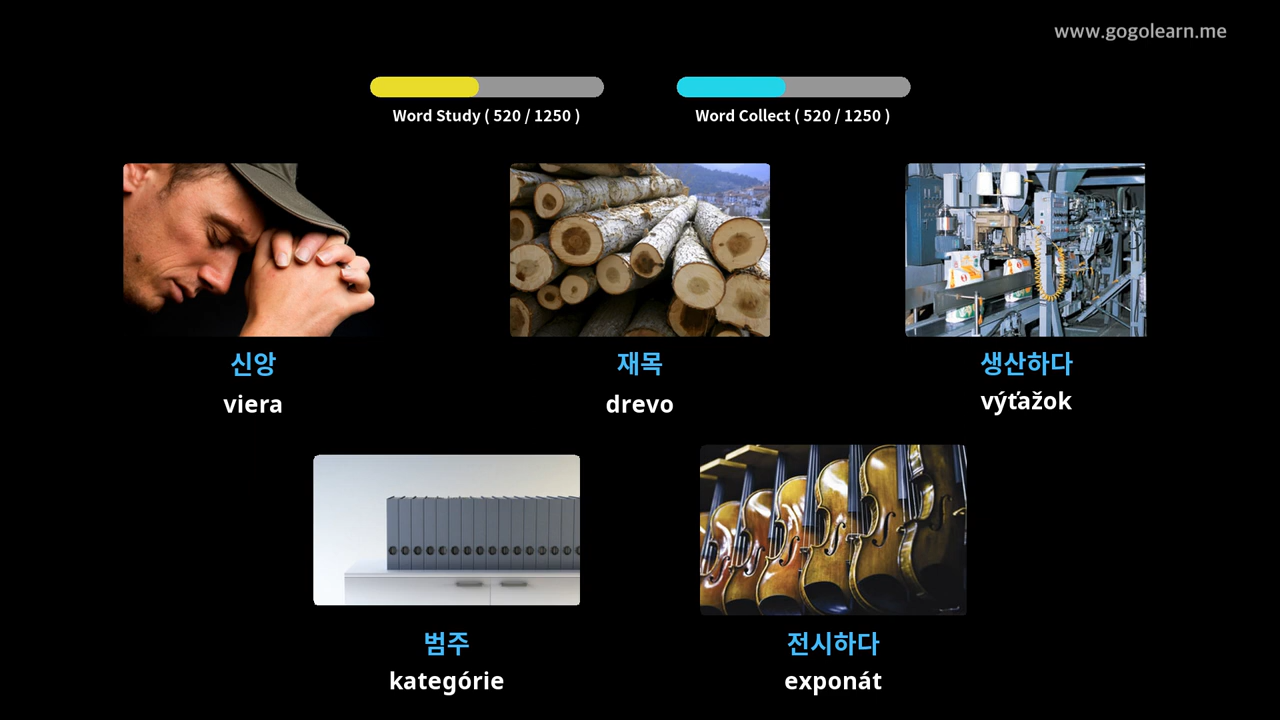 www.gogolearn.me
Word Study ( 520 / 1250 )
Word Collect ( 520 / 1250 )
신앙
viera
재목
drevo
생산하다
výťažok
범주
kategórie
전시하다
exponát